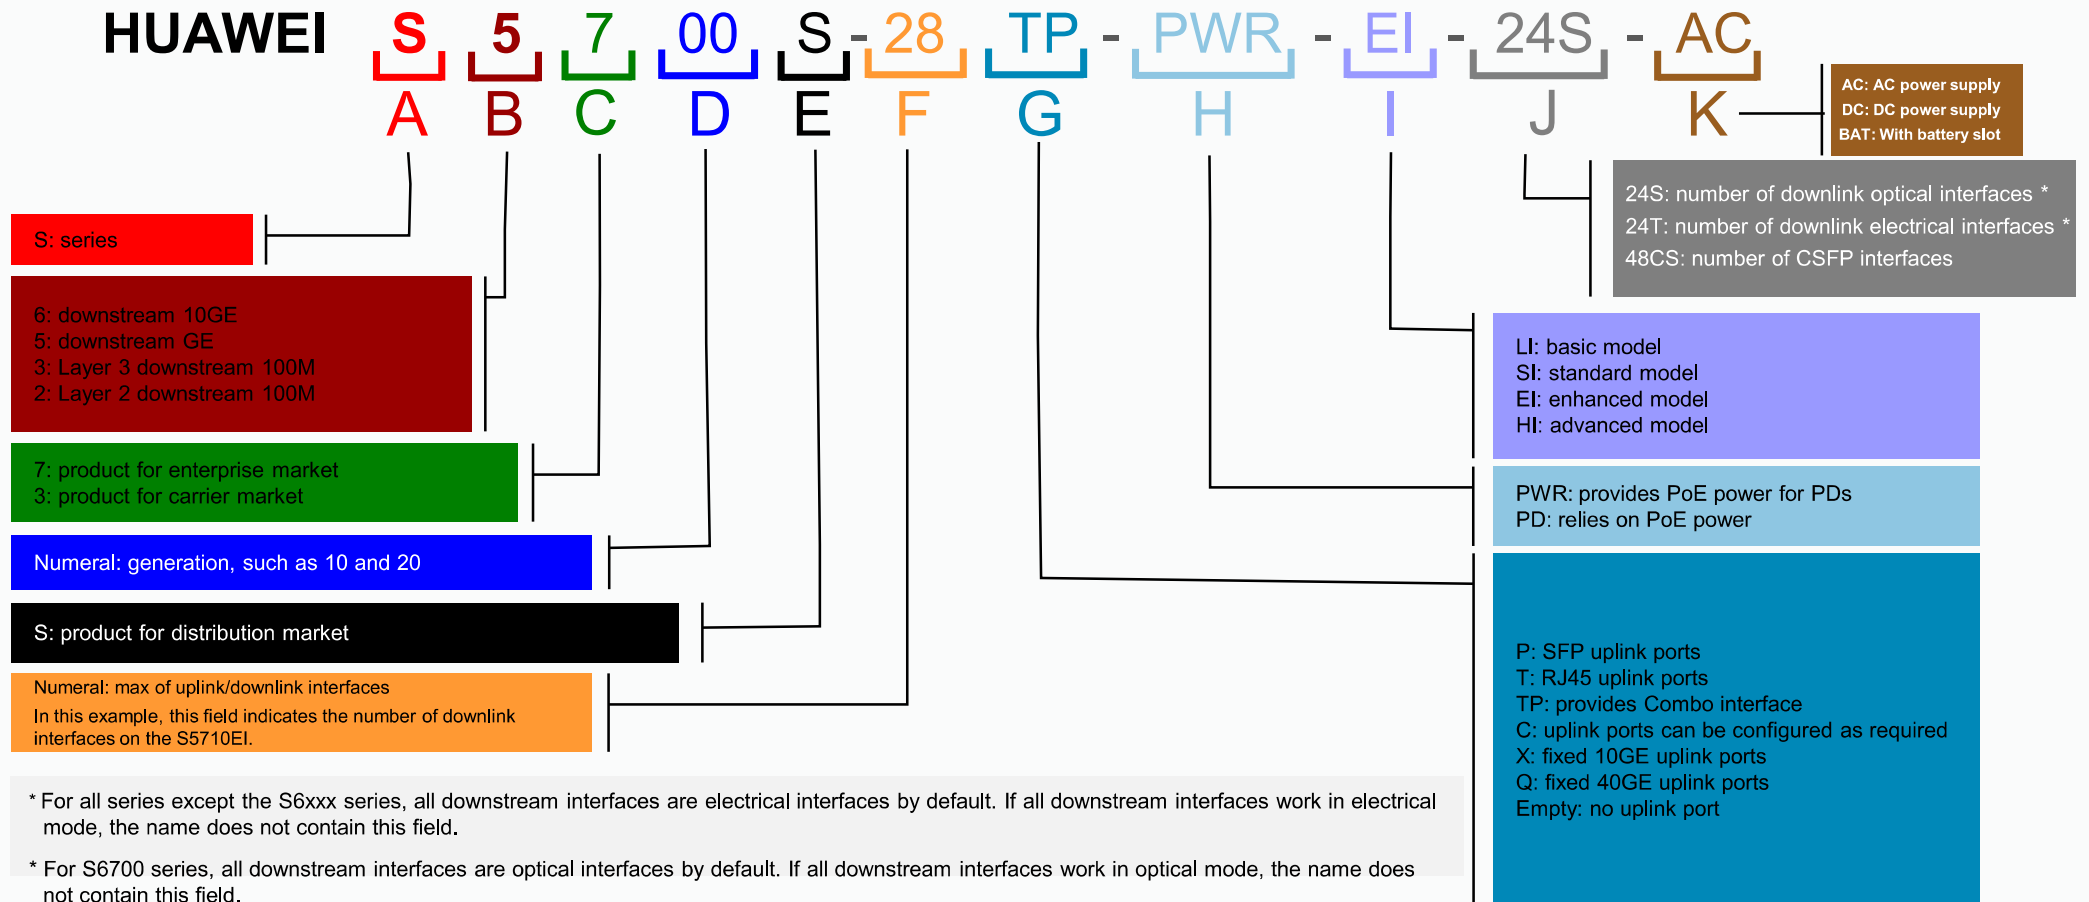 HUAWEI S 5 7 00 S - 28 TP - PWR - EI - 24S - AC
A B C D E F G H I J K
AC: AC power supply
DC: DC power supply
BAT: With battery slot
24S: number of downlink optical interfaces *
24T: number of downlink electrical interfaces *
48CS: number of CSFP interfaces
S: series
6: downstream 10GE
5: downstream GE
3: Layer 3 downstream 100M
2: Layer 2 downstream 100M
LI: basic model
SI: standard model
EI: enhanced model
HI: advanced model
7: product for enterprise market
3: product for carrier market
PWR: provides PoE power for PDs
PD: relies on PoE power
Numeral: generation, such as 10 and 20
S: product for distribution market
Numeral: max of uplink/downlink interfaces
In this example, this field indicates the number of downlink
interfaces on the S5710EI.
P: SFP uplink ports
T: RJ45 uplink ports
TP: provides Combo interface
C: uplink ports can be configured as required
X: fixed 10GE uplink ports
Q: fixed 40GE uplink ports
Empty: no uplink port
* For all series except the S6xxx series, all downstream interfaces are electrical interfaces by default. If all downstream interfaces work in electrical
mode, the name does not contain this field.
* For S6700 series, all downstream interfaces are optical interfaces by default. If all downstream interfaces work in optical mode, the name does
not contain this field.